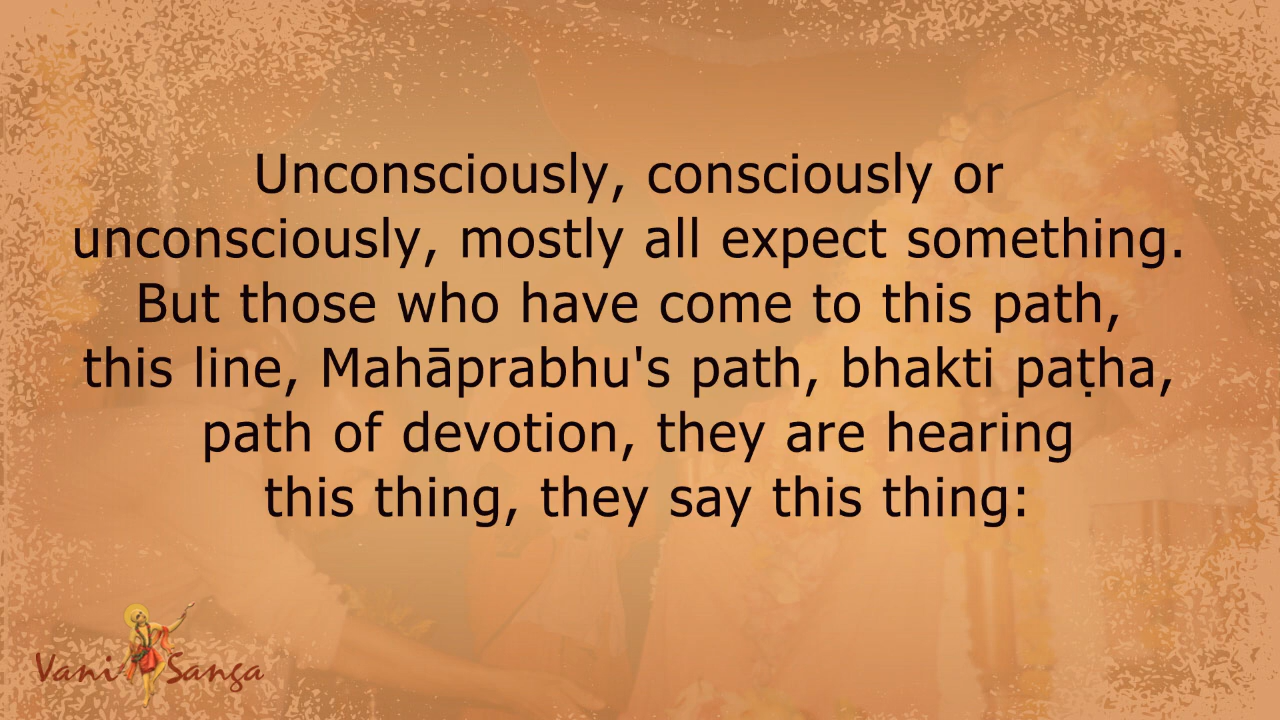 Unconsciously, consciously or
unconsciously, mostly all expect something.
But those who have come to this path,
this line, Mahāprabhu's path, bhakti paṭha,
path of devotion, they are hearing
this thing, they say this thing:
Vani Sanga